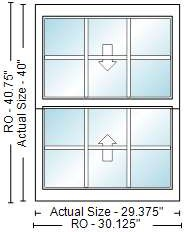 RO - 40.75"
Actual Size - 40"
Actual Size - 29.375"
RO - 30.125"